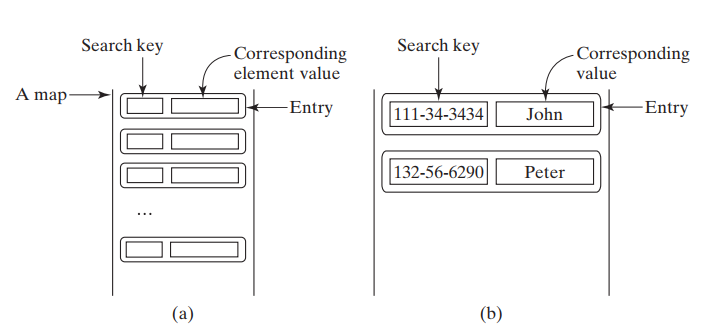 Search key
Corresponding
element value
A map
Entry
...
(a)
Search key
Corresponding
value
111-34-3434 John
Entry
132-56-6290 Peter
(b)